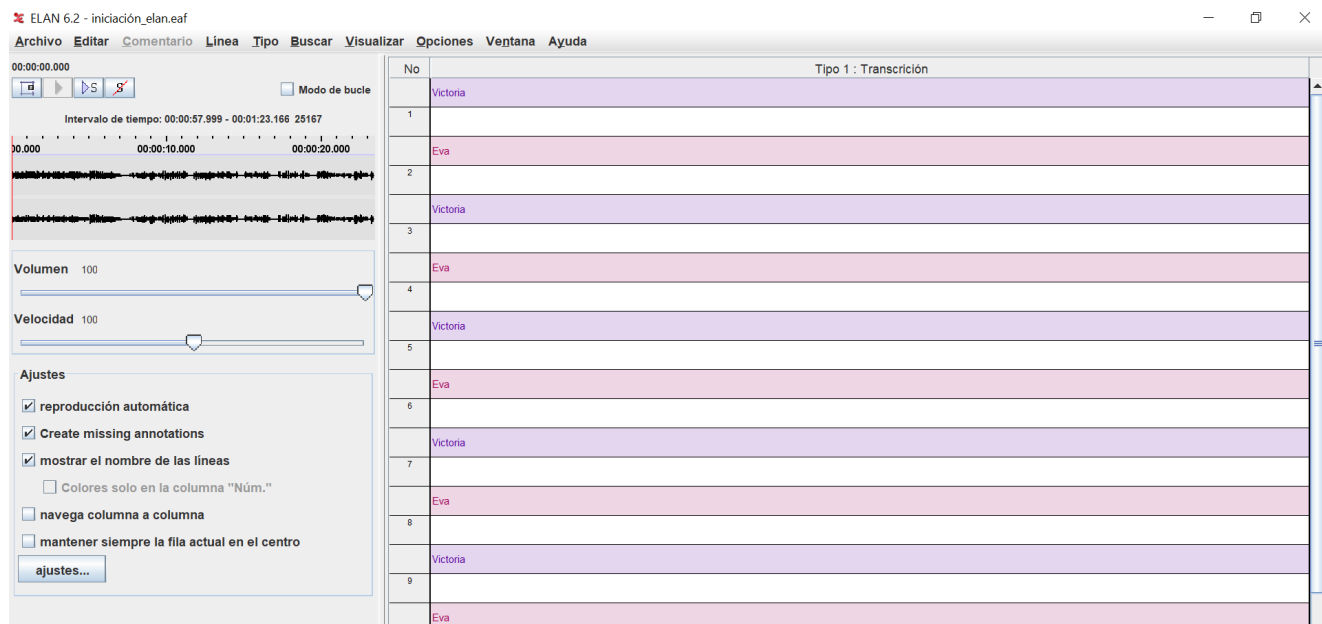 ELAN 6.2 - iniciación_elan.eaf
Archivo Editar Comentario Línea Tipo Buscar Visualizar Opciones Ventana Ayuda
00:00:00.000
S S
Modo de bucle
Intervalo de tiempo: 00:00:57.999 - 00:01:23.166 25167
00.000 00:00:10.000 00:00:20.000
Volumen 100
Velocidad 100
Ajustes
reproducción automática
Create missing annotations
mostrar el nombre de las líneas
Colores solo en la columna "Núm."
navega columna a columna
mantener siempre la fila actual en el centro
ajustes...
No Tipo 1 : Transcrición
Victoria
1
Eva
2
Victoria
3
Eva
4
Victoria
5
Eva
6
Victoria
7
Eva
8
Victoria
9
Eva